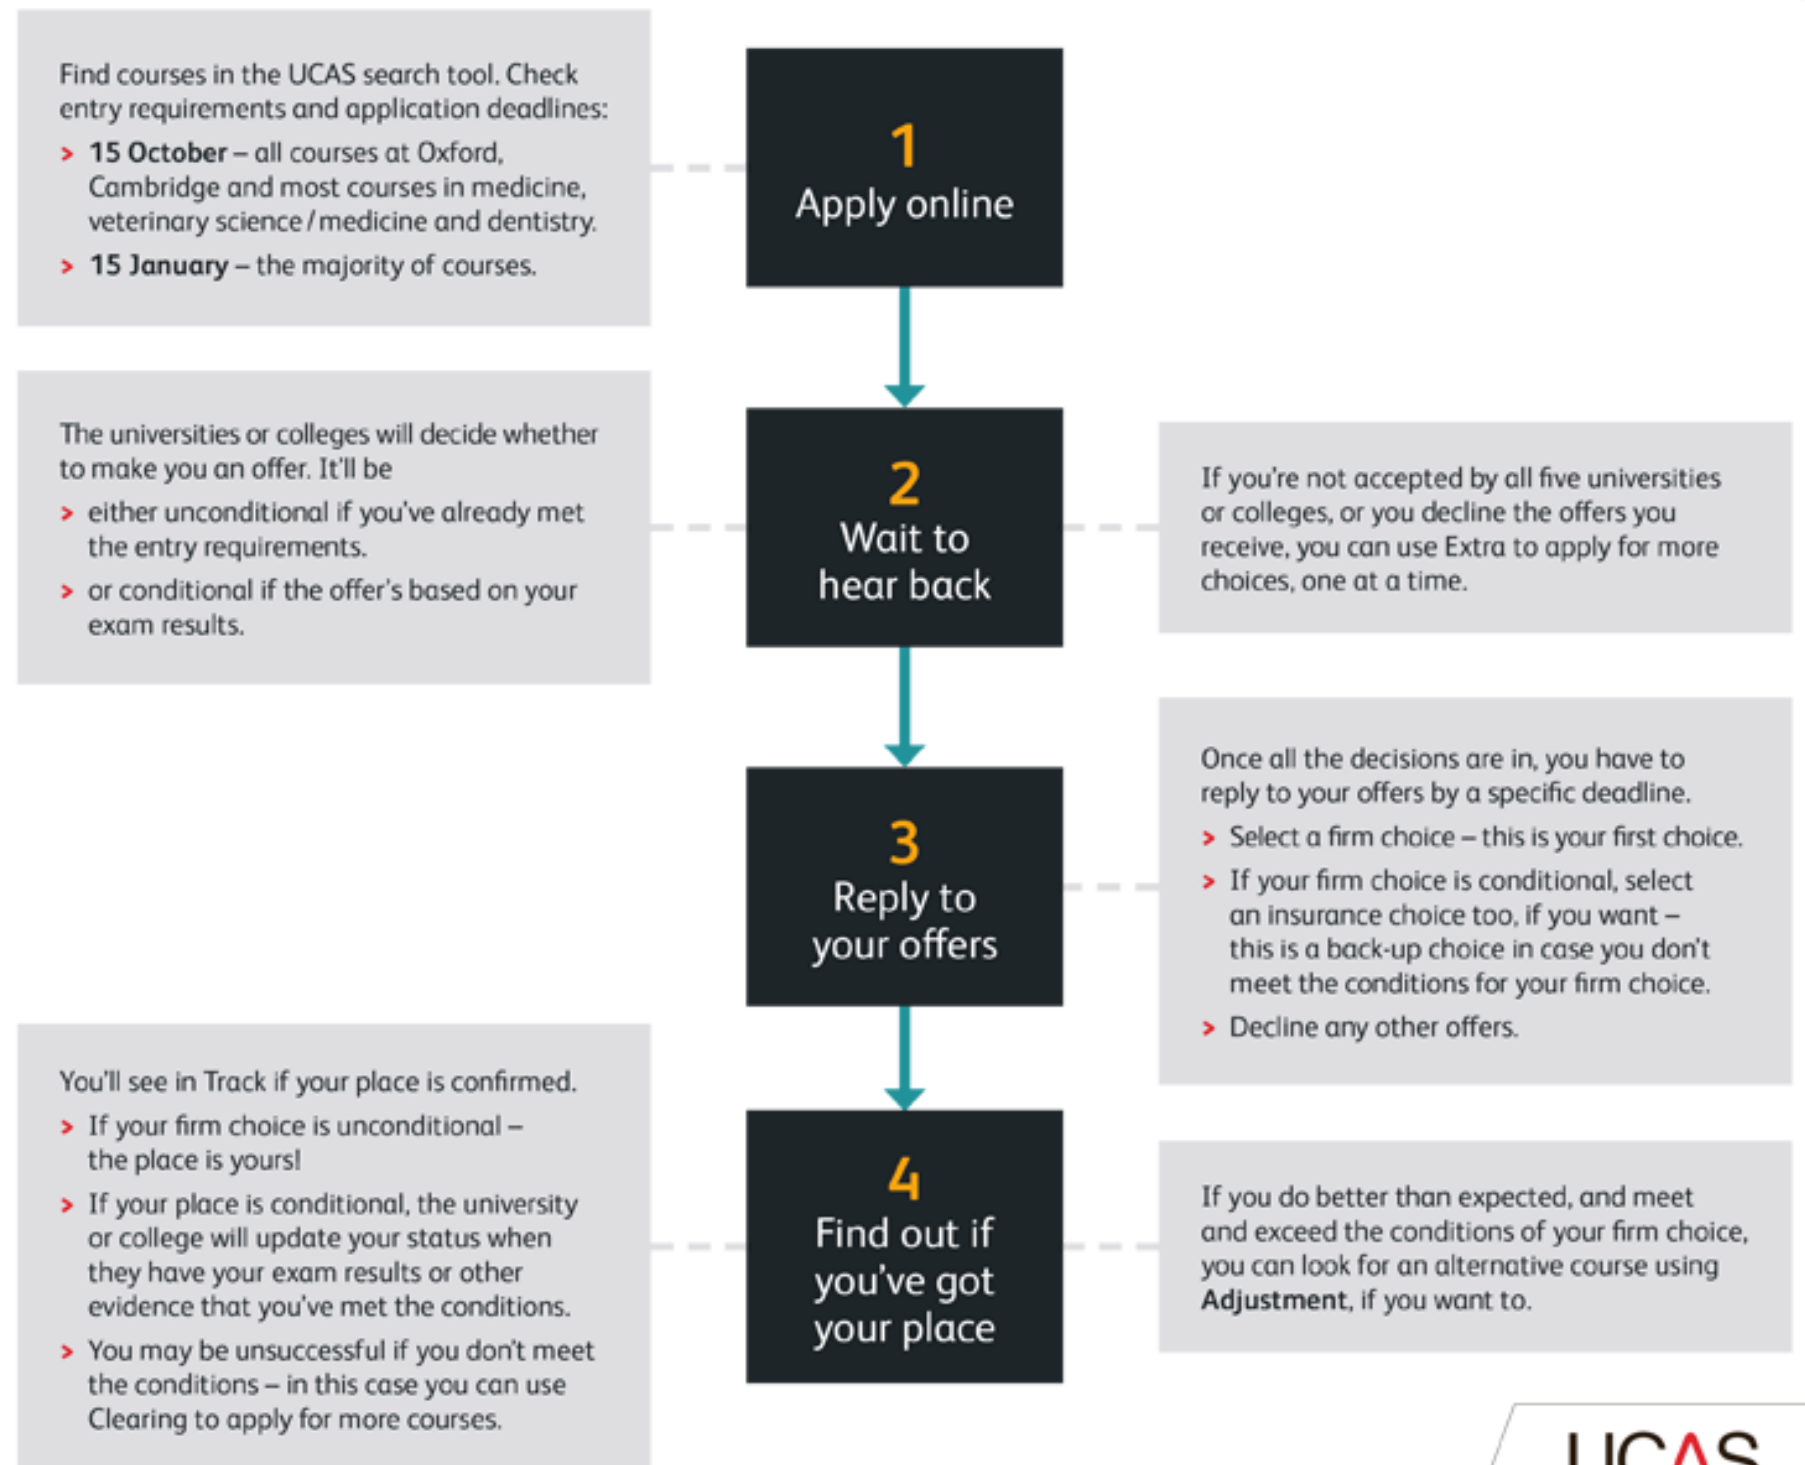 Find courses in the UCAS search tool. Check
entry requirements and application deadlines:
> 15 October – all courses at Oxford,
Cambridge and most courses in medicine,
veterinary science / medicine and dentistry.
> 15 January – the majority of courses.
1
Apply online
The universities or colleges will decide whether
to make you an offer. It'll be
> either unconditional if you've already met
the entry requirements.
> or conditional if the offer's based on your
exam results.
2
Wait to
hear back
If you're not accepted by all five universities
or colleges, or you decline the offers you
receive, you can use Extra to apply for more
choices, one at a time.
3
Reply to
your offers
Once all the decisions are in, you have to
reply to your offers by a specific deadline.
> Select a firm choice – this is your first choice.
> If your firm choice is conditional, select
an insurance choice too, if you want –
this is a back-up choice in case you don't
meet the conditions for your firm choice.
> Decline any other offers.
You'll see in Track if your place is confirmed.
> If your firm choice is unconditional –
the place is yours!
> If your place is conditional, the university
or college will update your status when
they have your exam results or other
evidence that you've met the conditions.
> You may be unsuccessful if you don't meet
the conditions – in this case you can use
Clearing to apply for more courses.
4
Find out if
you've got
your place
If you do better than expected, and meet
and exceed the conditions of your firm choice,
you can look for an alternative course using
Adjustment, if you want to.
UCAS